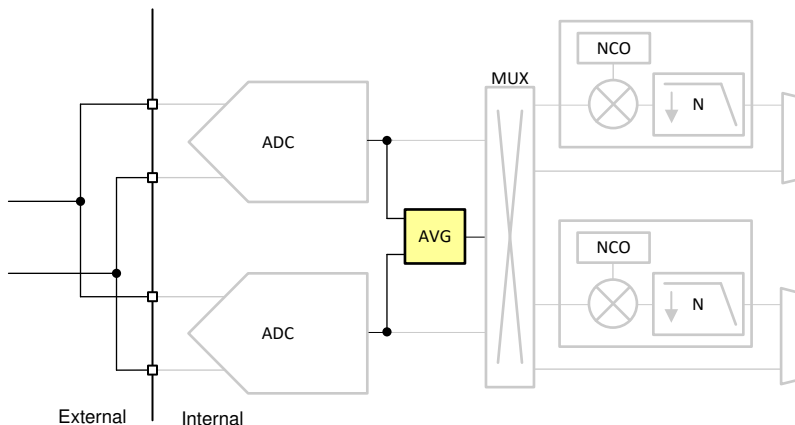 NCO
MUX
N
ADC
AVG
NCO
N
ADC
External
Internal